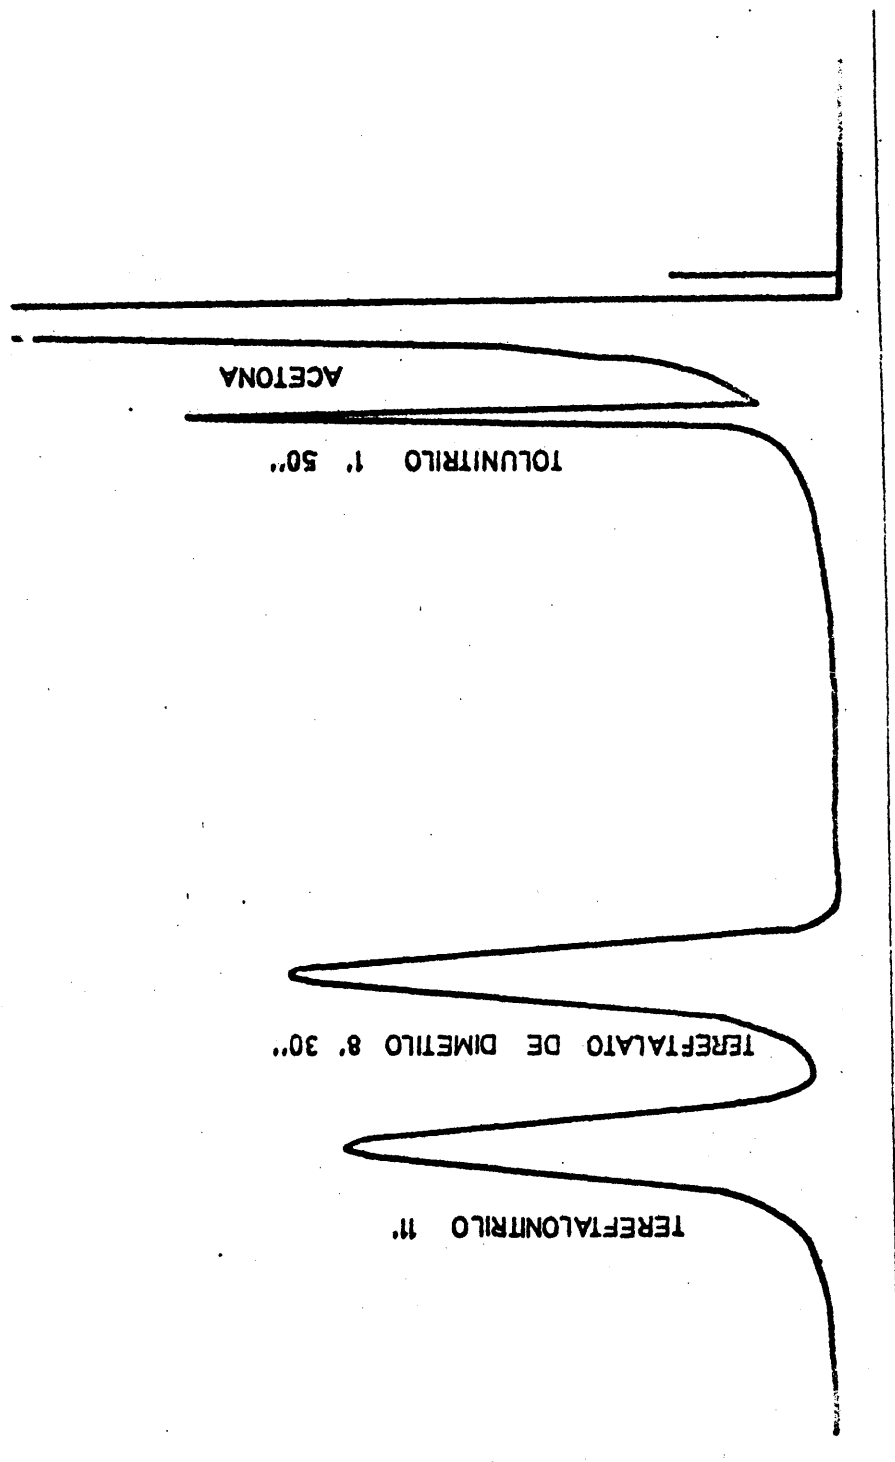 ACETONA
TOLUNITRILO 1' 50''
TEREFTALATO DE DIMETILO 8' 30''
TEREFTALONITRILO 11'